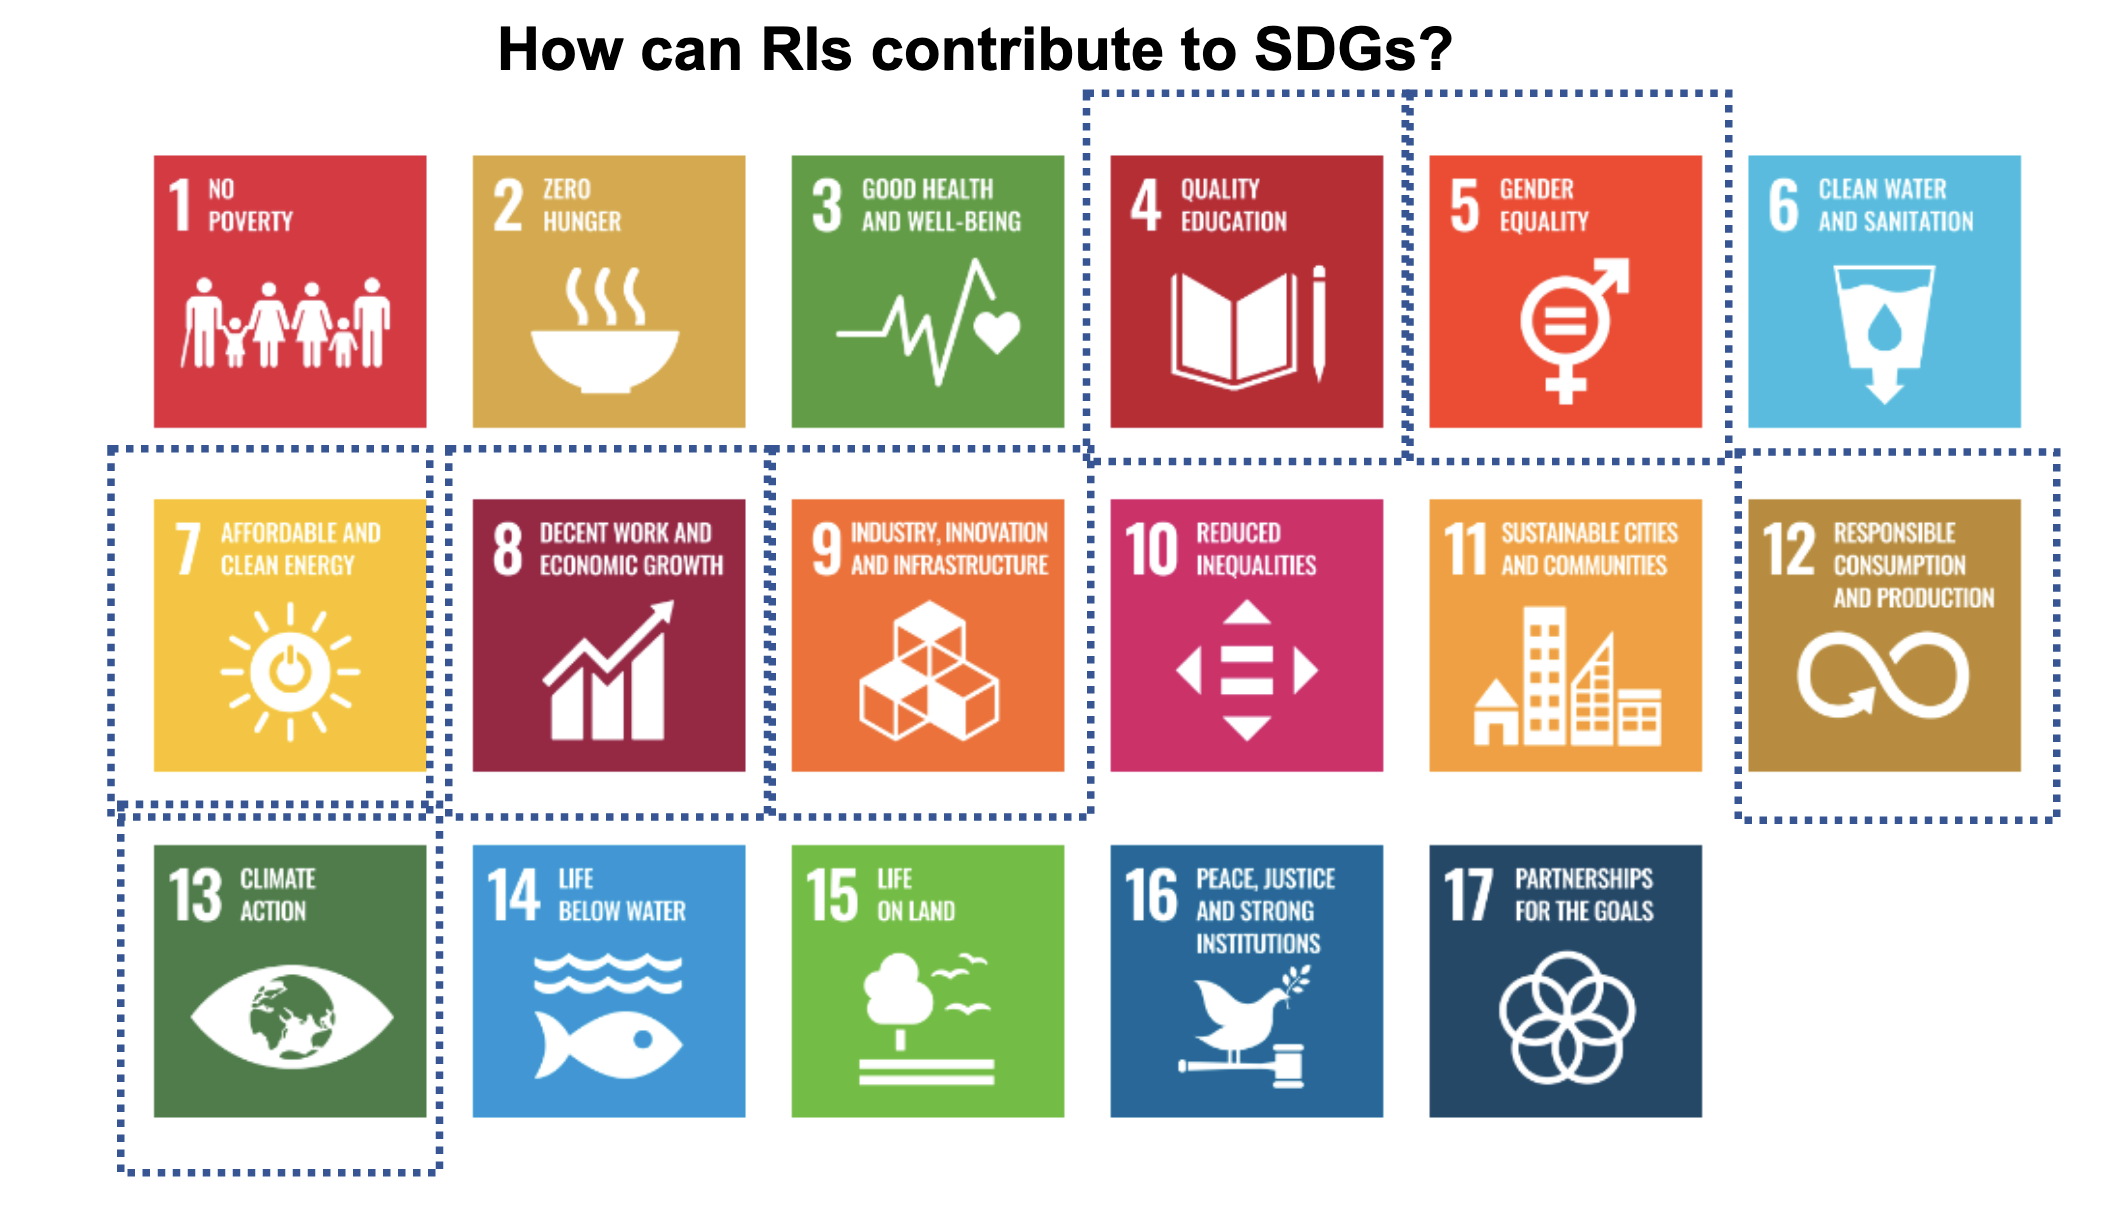 How can RIs contribute to SDGs?
1 NO
POVERTY
2 ZERO
HUNGER
3 GOOD HEALTH
AND WELL-BEING
4 QUALITY
EDUCATION
5 GENDER
EQUALITY
6 CLEAN WATER
AND SANITATION
7 AFFORDABLE AND
CLEAN ENERGY
8 DECENT WORK AND
ECONOMIC GROWTH
9 INDUSTRY, INNOVATION
AND INFRASTRUCTURE
10 REDUCED
INEQUALITIES
11 SUSTAINABLE CITIES
AND COMMUNITIES
12 RESPONSIBLE
CONSUMPTION
AND PRODUCTION
13 CLIMATE
ACTION
14 LIFE
BELOW WATER
15 LIFE
ON LAND
16 PEACE, JUSTICE
AND STRONG
INSTITUTIONS
17 PARTNERSHIPS
FOR THE GOALS